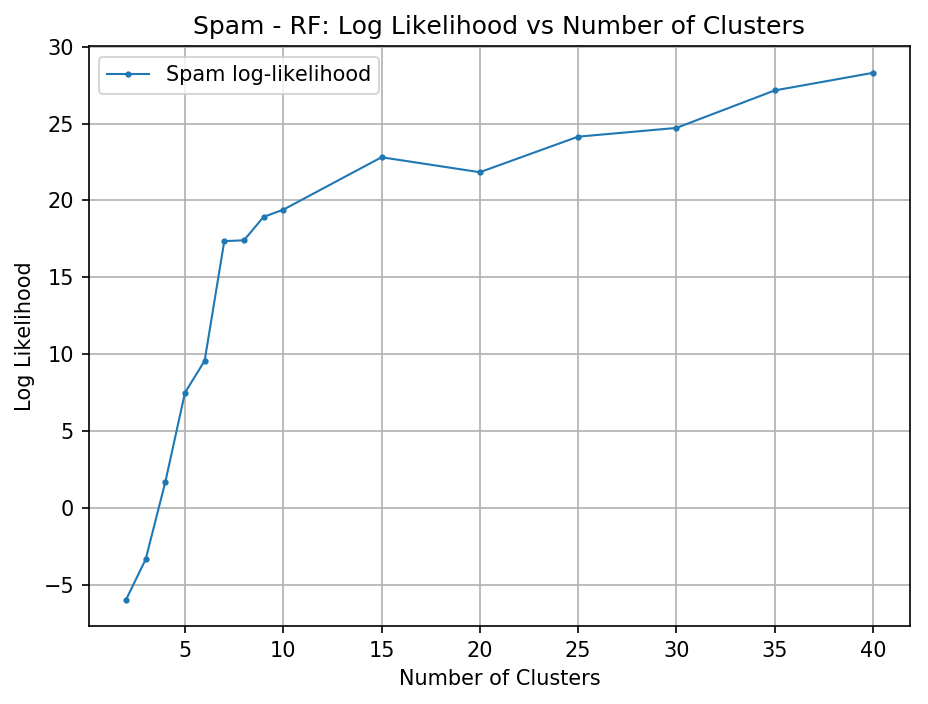 Spam - RF: Log Likelihood vs Number of Clusters
Spam log-likelihood
Log Likelihood
30
25
20
15
10
5
0
−5
5 10 15 20 25 30 35 40
Number of Clusters